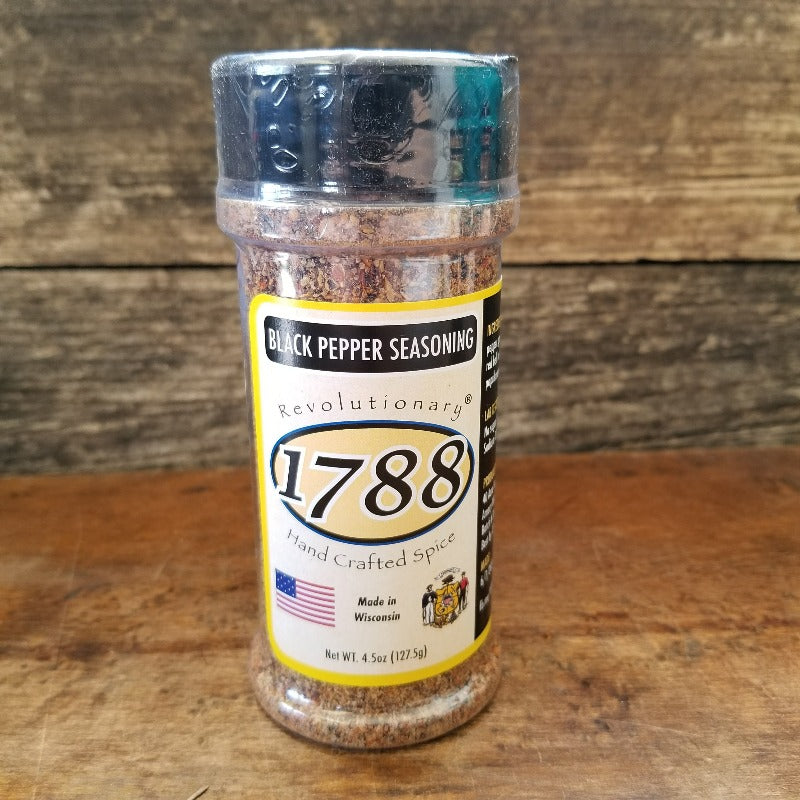 BLACK PEPPER SEASONING
Revolutionary®
1788
Hand Crafted Spice
Made in
Wisconsin
Net WT. 4.5oz (127.5g)